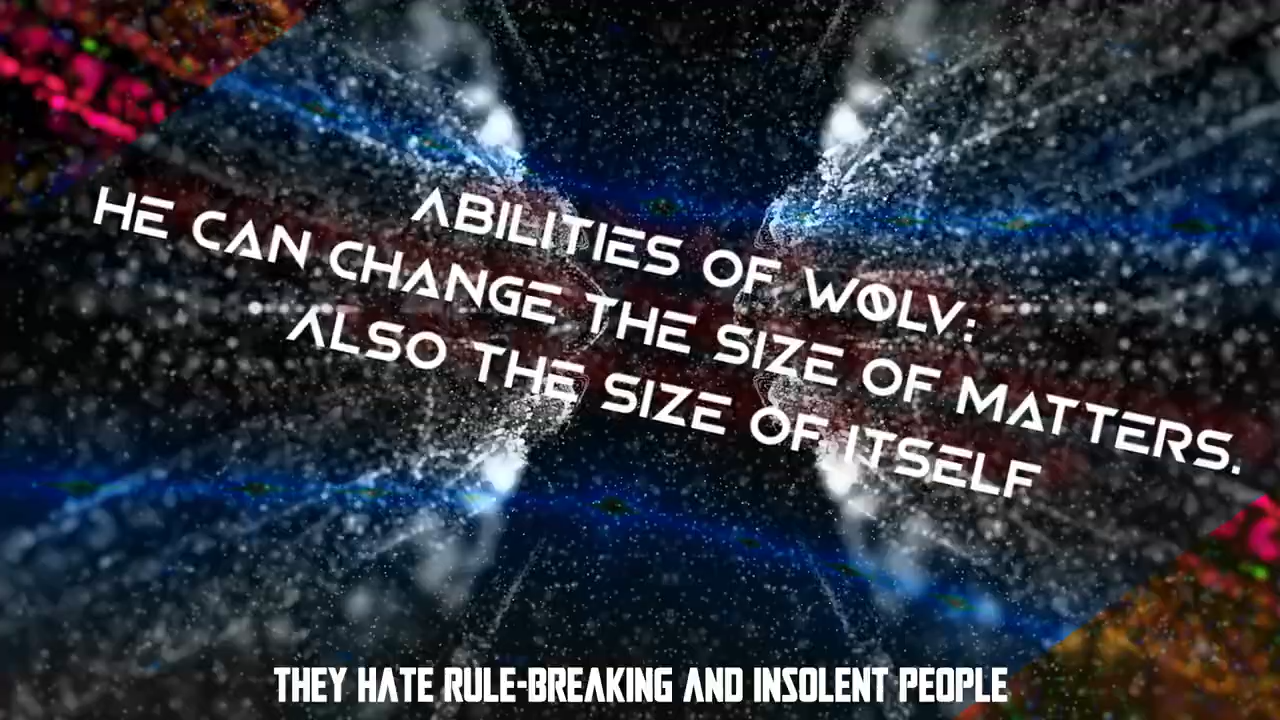 ABILITIES OF WØLV:
HE CAN CHANGE THE SIZE OF MATTERS.
ALSO THE SIZE OF ITSELF
THEY HATE RULE-BREAKING AND INSOLENT PEOPLE